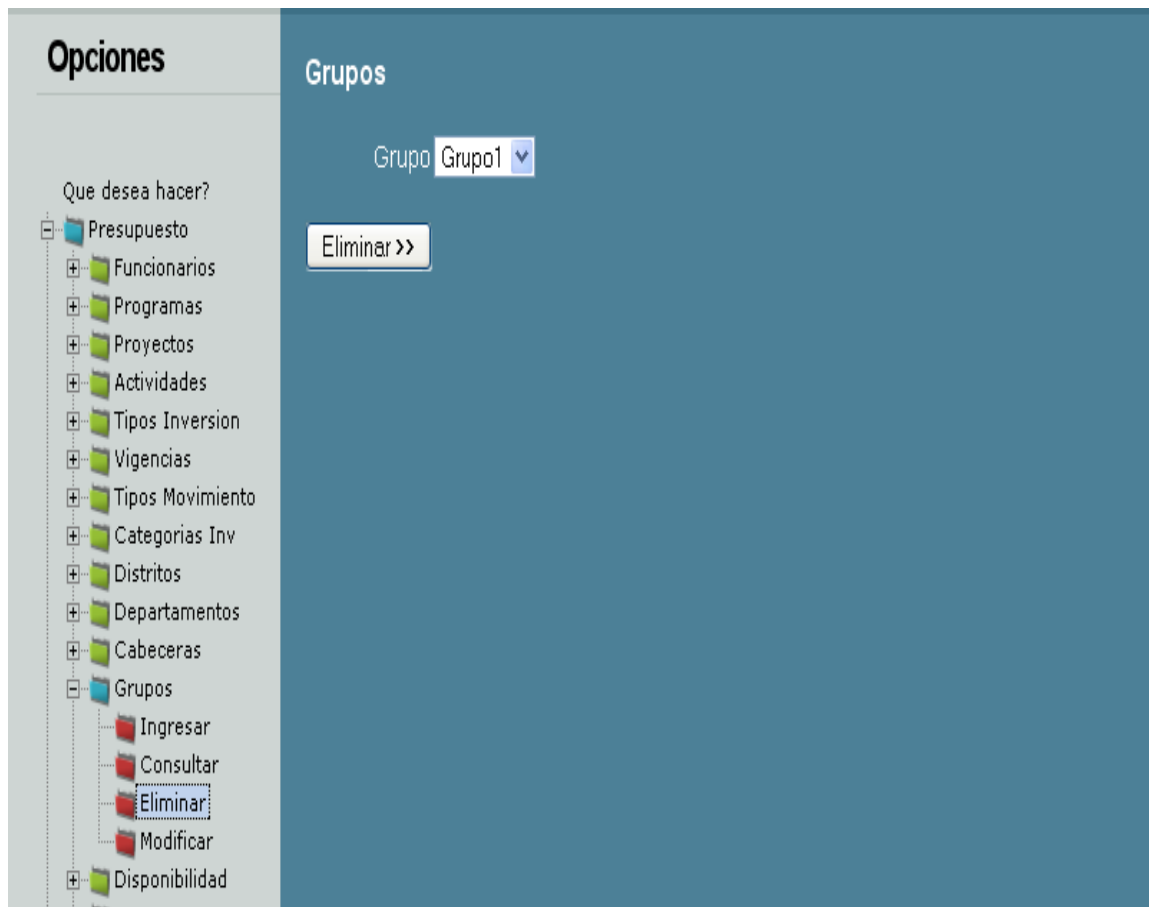 Opciones
Que desea hacer?
Presupuesto
Funcionarios
Programas
Proyectos
Actividades
Tipos Inversion
Vigencias
Tipos Movimiento
Categorias Inv
Distritos
Departamentos
Cabeceras
Grupos
Ingresar
Consultar
Eliminar
Modificar
Disponibilidad
Grupos
Grupo Grupo1
Eliminar >>